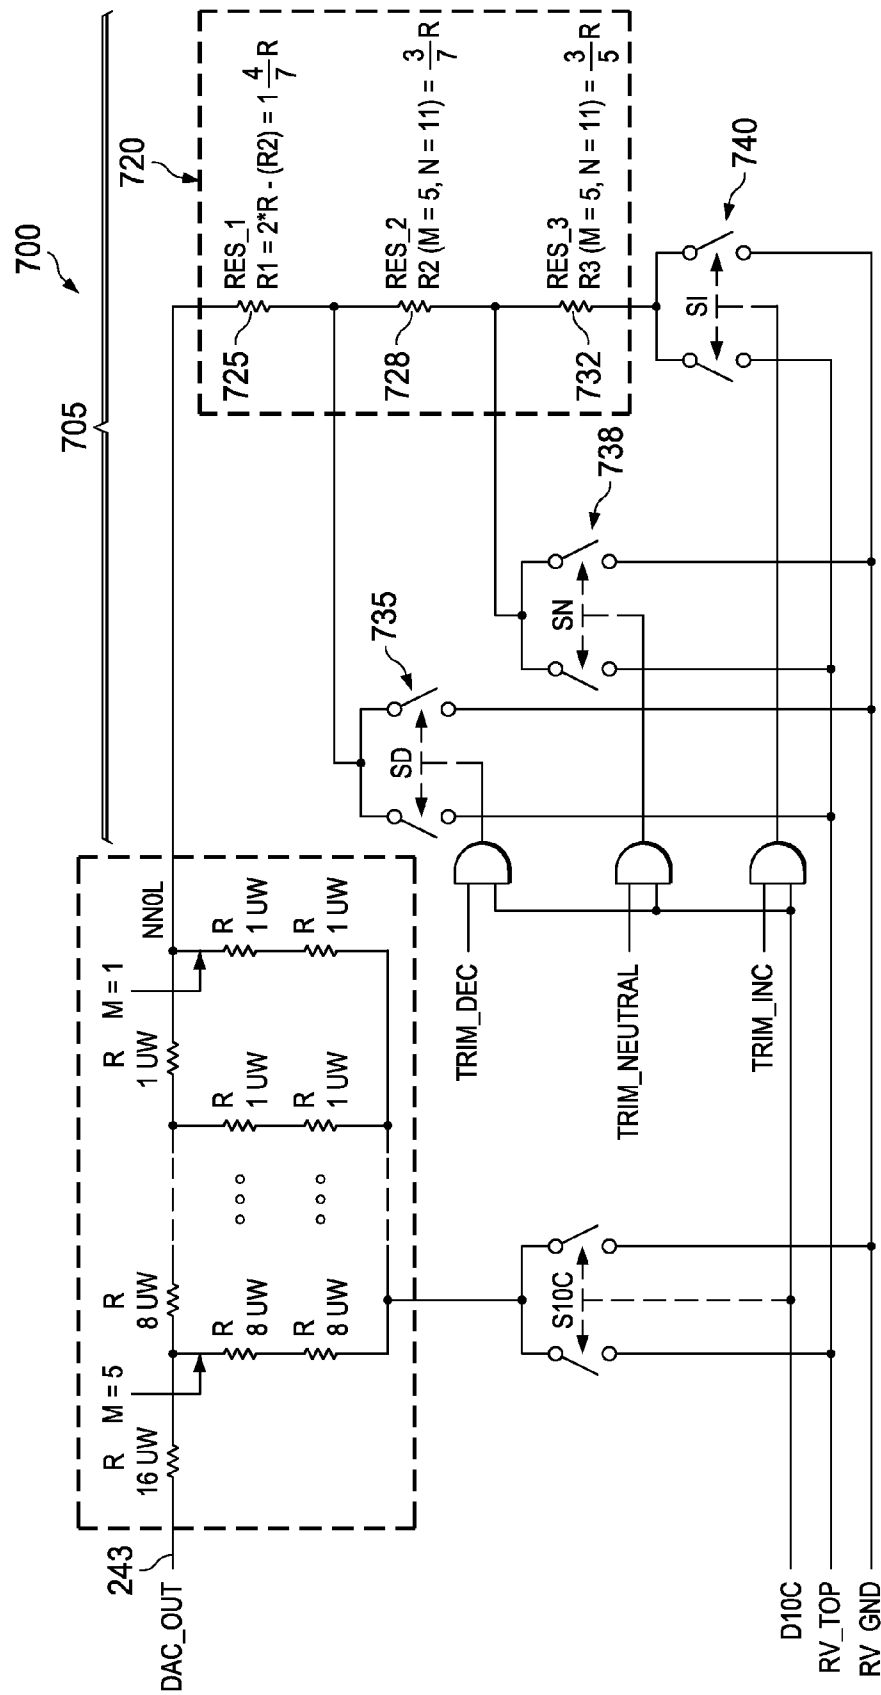 700
705
720
RES_1
R1 = 2*R - (R2) = 1 4/7 R
725
RES_2
R2 (M = 5, N = 11) = 3/7 R
728
RES_3
R3 (M = 5, N = 11) = 3/5 R
732
740
SI
738
SN
735
SD
243
DAC_OUT
R
16 UW
M = 5
R
8 UW
R
8 UW
R
8 UW
R
1 UW
R
1 UW
R
1 UW
M = 1
NN0L
R
1 UW
R
1 UW
TRIM_DEC
TRIM_NEUTRAL
TRIM_INC
S10C
D10C
RV_TOP
RV_GND